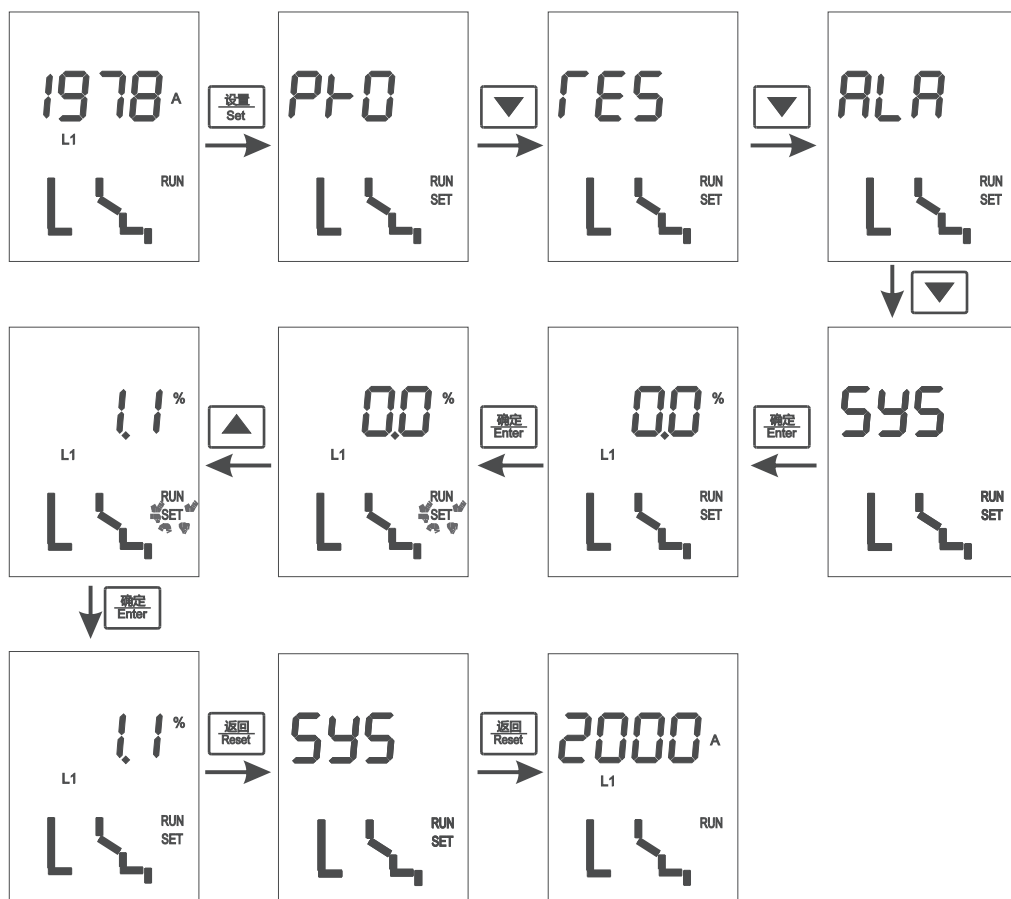 1978 A
L1
RUN
设置
Set
PrO
RUN
SET
rES
RUN
SET
ALA
RUN
SET
1.1 %
L1
RUN
SET
0.0 %
L1
RUN
SET
确定
Enter
0.0 %
L1
RUN
SET
确定
Enter
SYS
RUN
SET
确定
Enter
1.1 %
L1
RUN
SET
返回
Reset
SYS
RUN
SET
返回
Reset
2000 A
L1
RUN